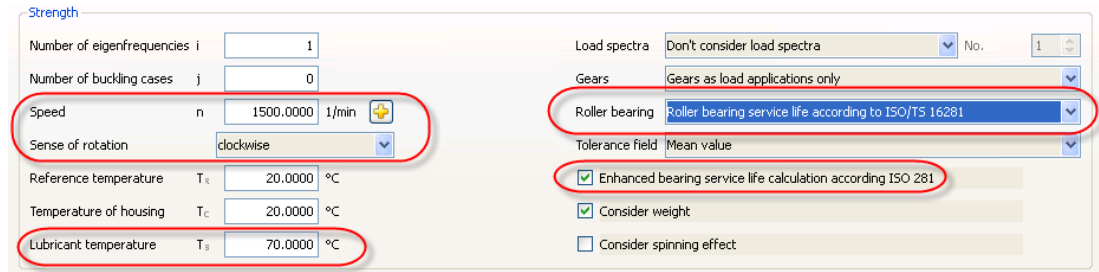 Strength
Number of eigenfrequencies i 1 Load spectra Don't consider load spectra No. 1
Number of buckling cases j 0 Gears Gears as load applications only
Speed n 1500.0000 1/min Roller bearing Roller bearing service life according to ISO/TS 16281
Sense of rotation clockwise Tolerance field Mean value
Reference temperature TR 20.0000 °C Enhanced bearing service life calculation according ISO 281
Temperature of housing TC 20.0000 °C Consider weight
Lubricant temperature TB 70.0000 °C Consider spinning effect